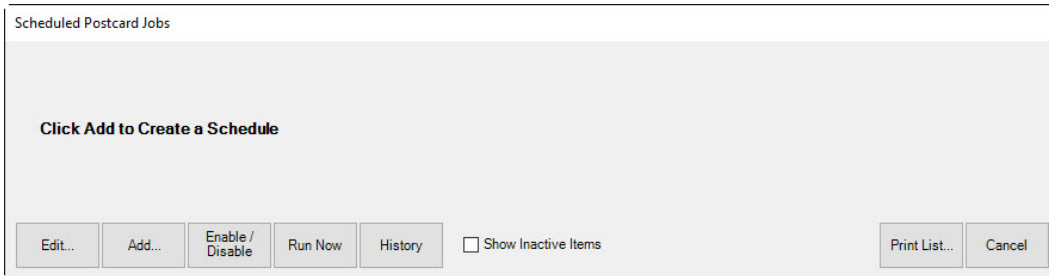 Scheduled Postcard Jobs
Click Add to Create a Schedule
Edit...
Add...
Enable /
Disable
Run Now
History
Show Inactive Items
Print List...
Cancel